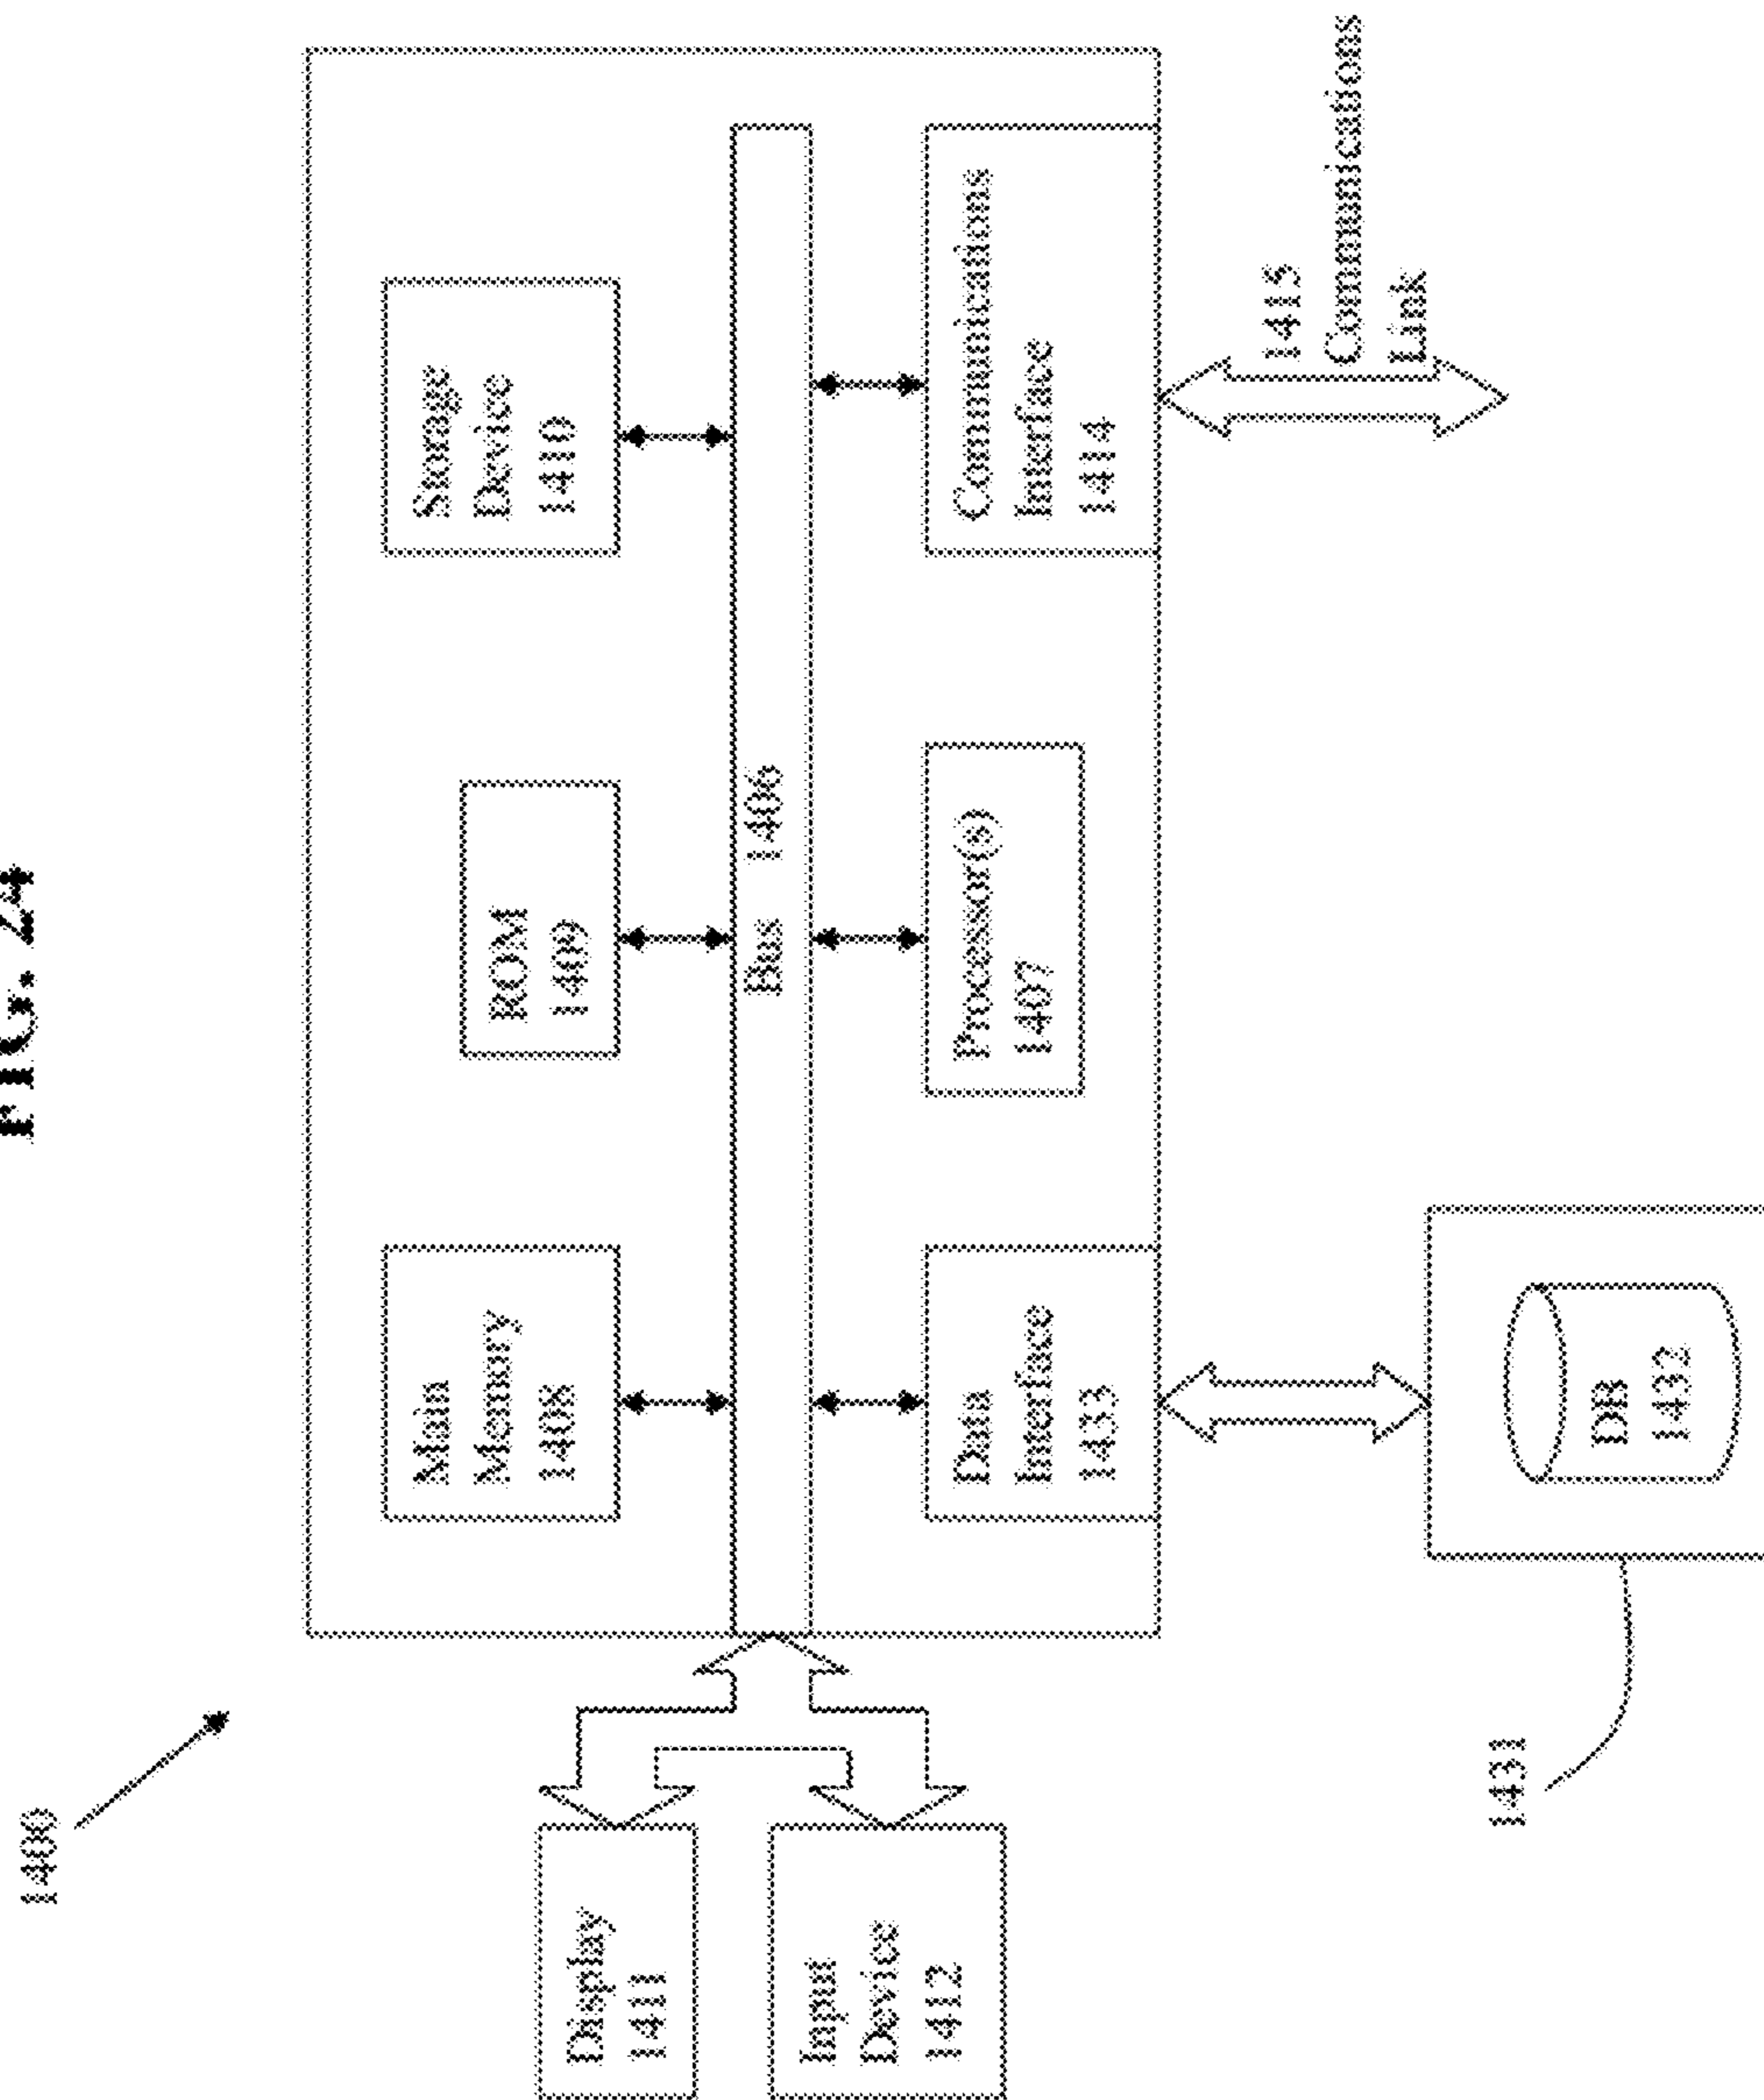 FIG. 24
1400
Main
Memory
1408
ROM
1409
Storage
Device
1410
Display
1411
Bus 1406
Input
Device
1412
Data
Interface
1433
Processor(s)
1407
Communications
Interface
1414
1415
Communications
Link
1431
DB
1432